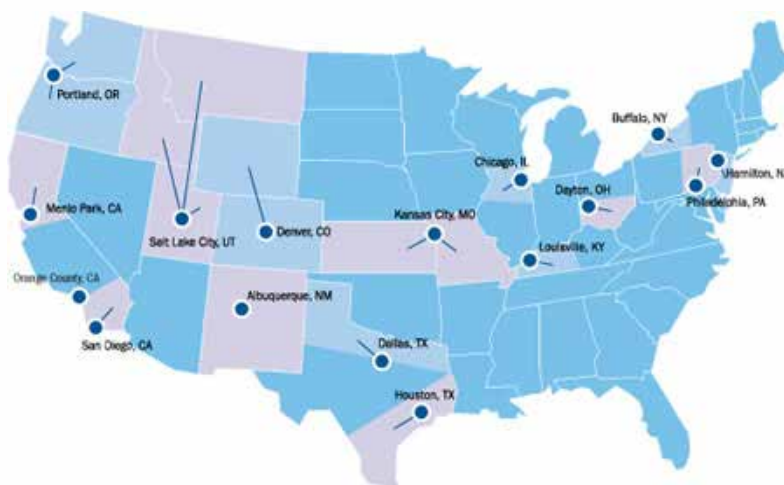 Portland, OR
Buffalo, NY
Chicago, IL
Hamilton, N
Menlo Park, CA
Dayton, OH
Philadelphia, PA
Kansas City, MO
Salt Lake City, UT
Denver, CO
Louisville, KY
Orange County, CA
Albuquerque, NM
San Diego, CA
Dallas, TX
Houston, TX